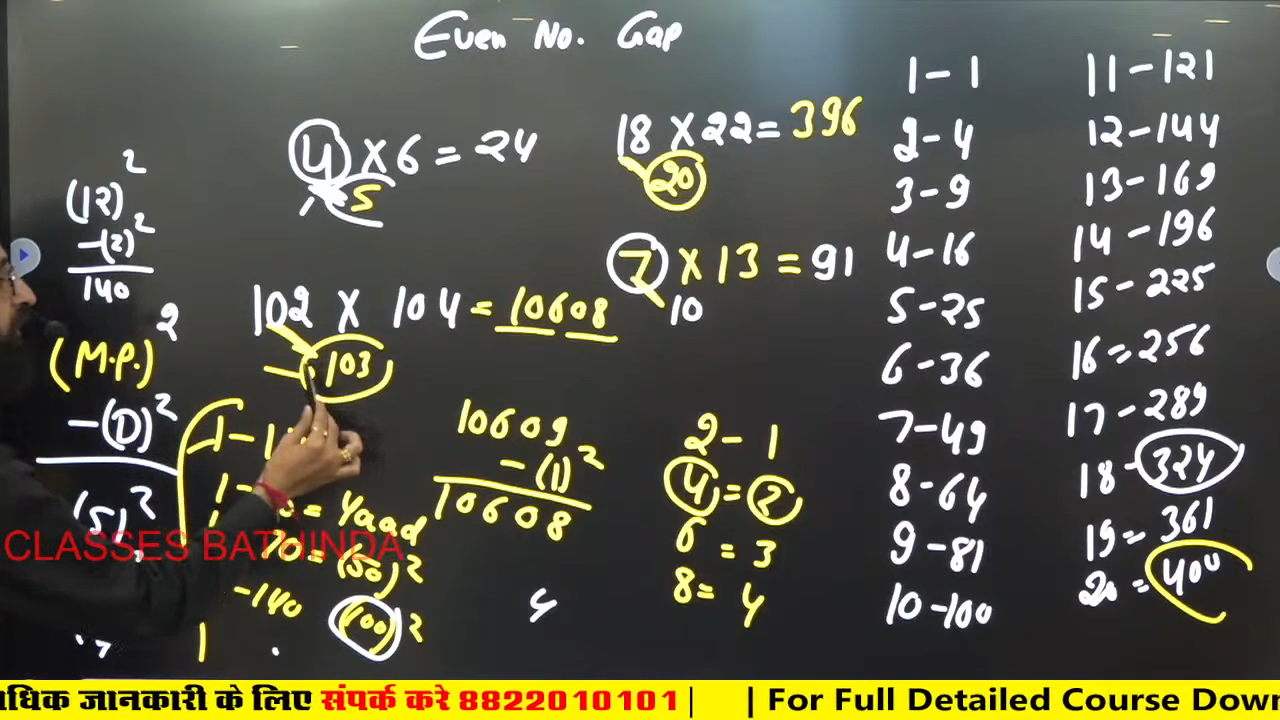 Even No. Gap
4 × 6 = 24
5
18 × 22 = 396
20
7 × 13 = 91
10
(12)²
-(2)²
140
(M.P.)²
-(D)²
(5)²
102 × 104 = 10608
103
10609
-(1)²
10608
= Yaad
70 = (50)²
-140 (100)²
2 - 1
4 = 2
6 = 3
8 = 4
1 - 1
2 - 4
3 - 9
4 - 16
5 - 25
6 - 36
7 - 49
8 - 64
9 - 81
10 - 100
11 - 121
12 - 144
13 - 169
14 - 196
15 - 225
16 = 256
17 - 289
18 - 324
19 = 361
20 = 400
CLASSES BATHINDA
धिक जानकारी के लिए संपर्क करे 8822010101 | | For Full Detailed Course Down